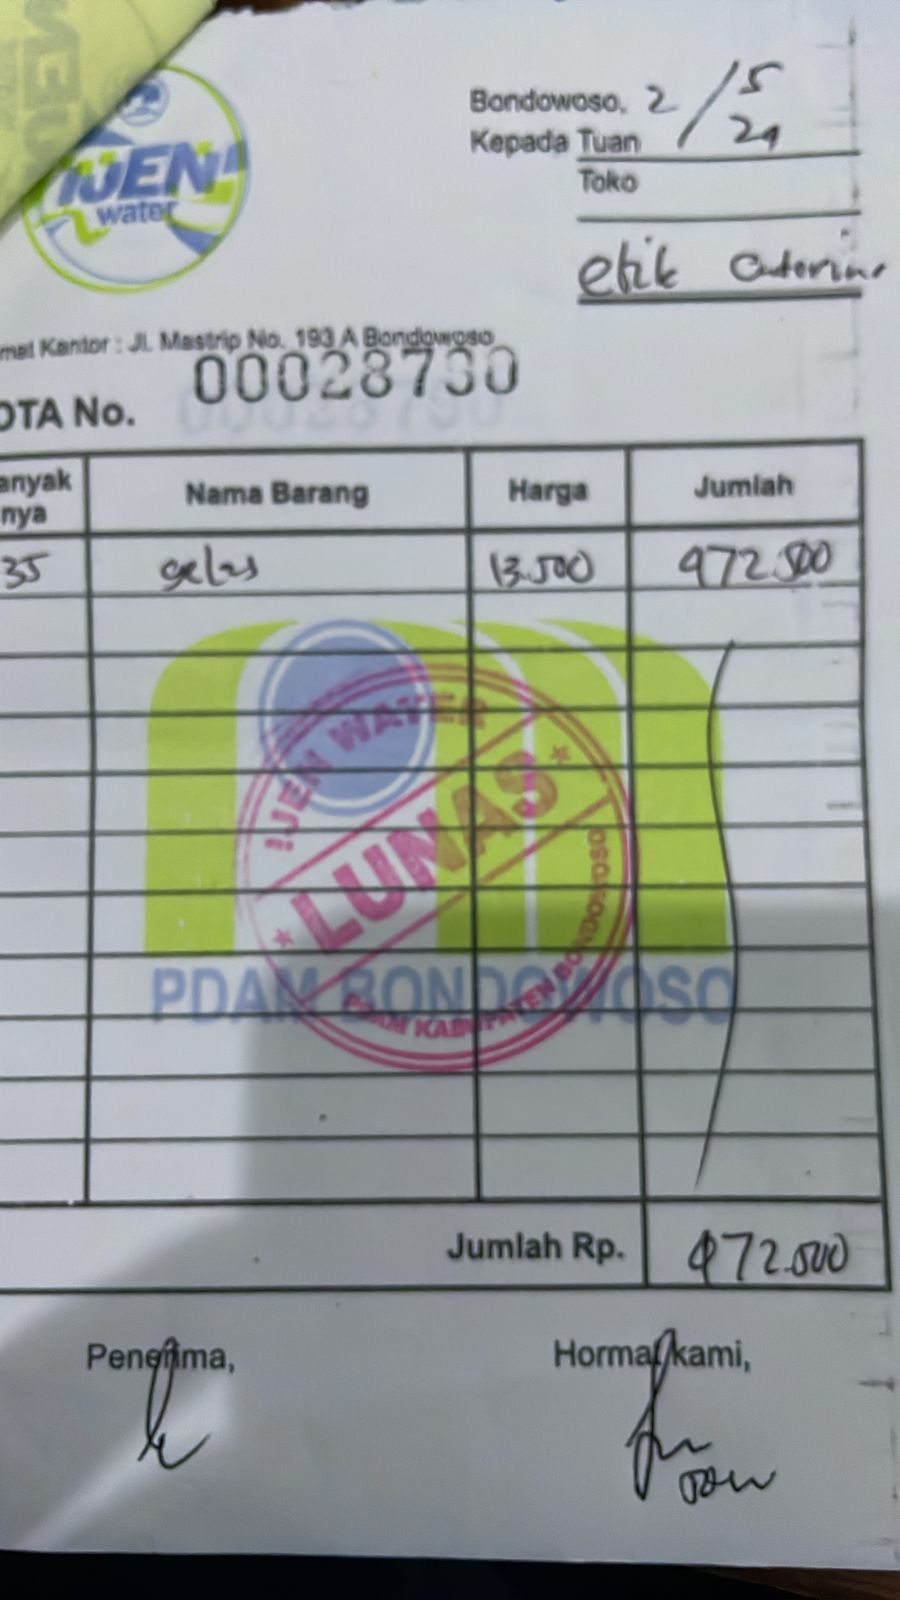 IJEN
water
Bondowoso, 2/5 24
Kepada Tuan
Toko
etik Catering
mat Kantor : Jl. Mastrip No. 193 A Bondowoso
OTA No. 00028730
anyak nya Nama Barang Harga Jumlah
35 gelas 13.500 472.500
IJEN WATER
LUNAS
PDAM KABUPATEN BONDOWOSO
PDAM BONDOWOSO
Jumlah Rp. 472.500
Penerima, Hormat kami,